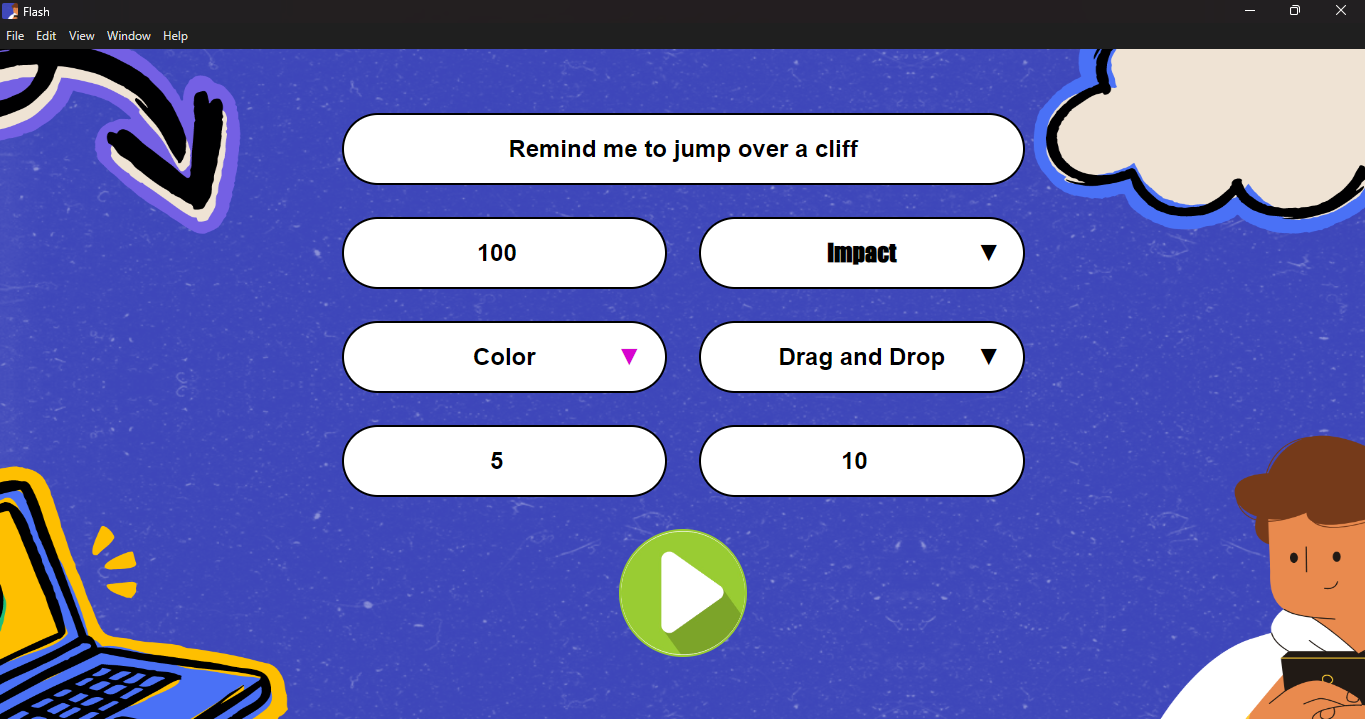 Flash
File Edit View Window Help
Remind me to jump over a cliff
100
Impact ▼
Color ▼
Drag and Drop ▼
5
10